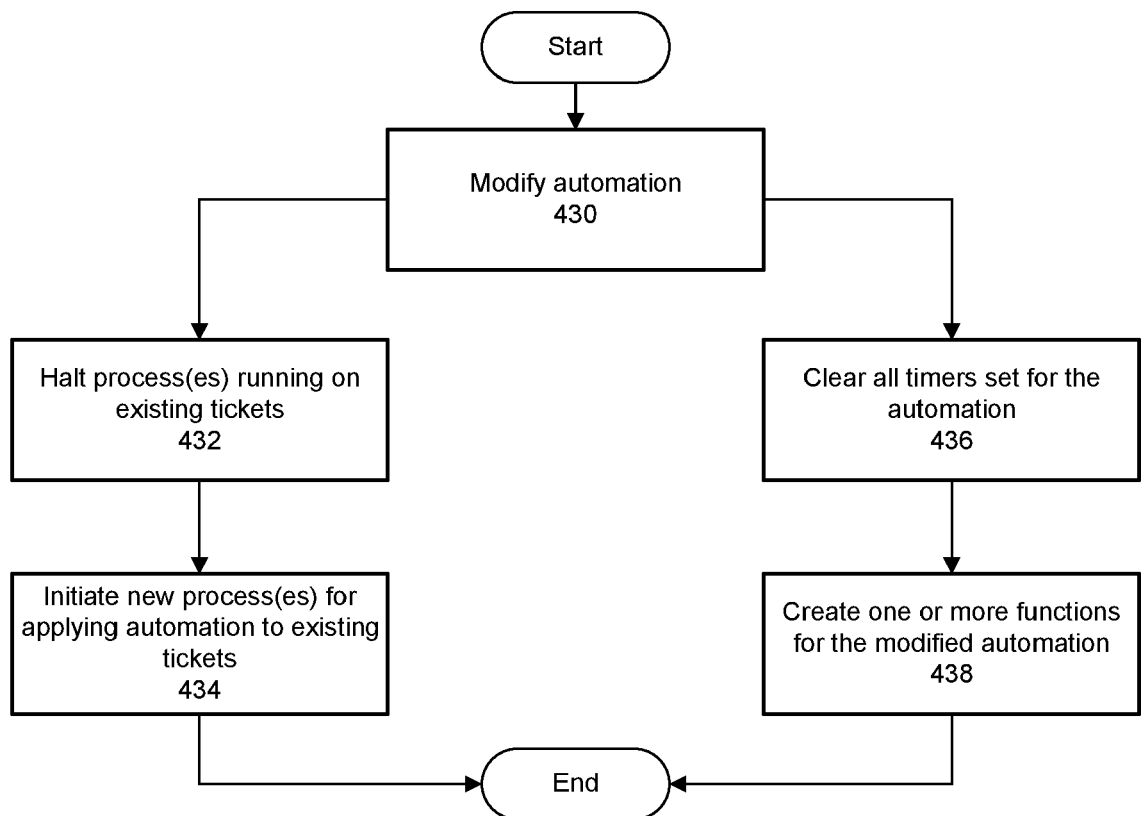 Start
Modify automation
430
Halt process(es) running on
existing tickets
432
Clear all timers set for the
automation
436
Initiate new process(es) for
applying automation to existing
tickets
434
Create one or more functions
for the modified automation
438
End